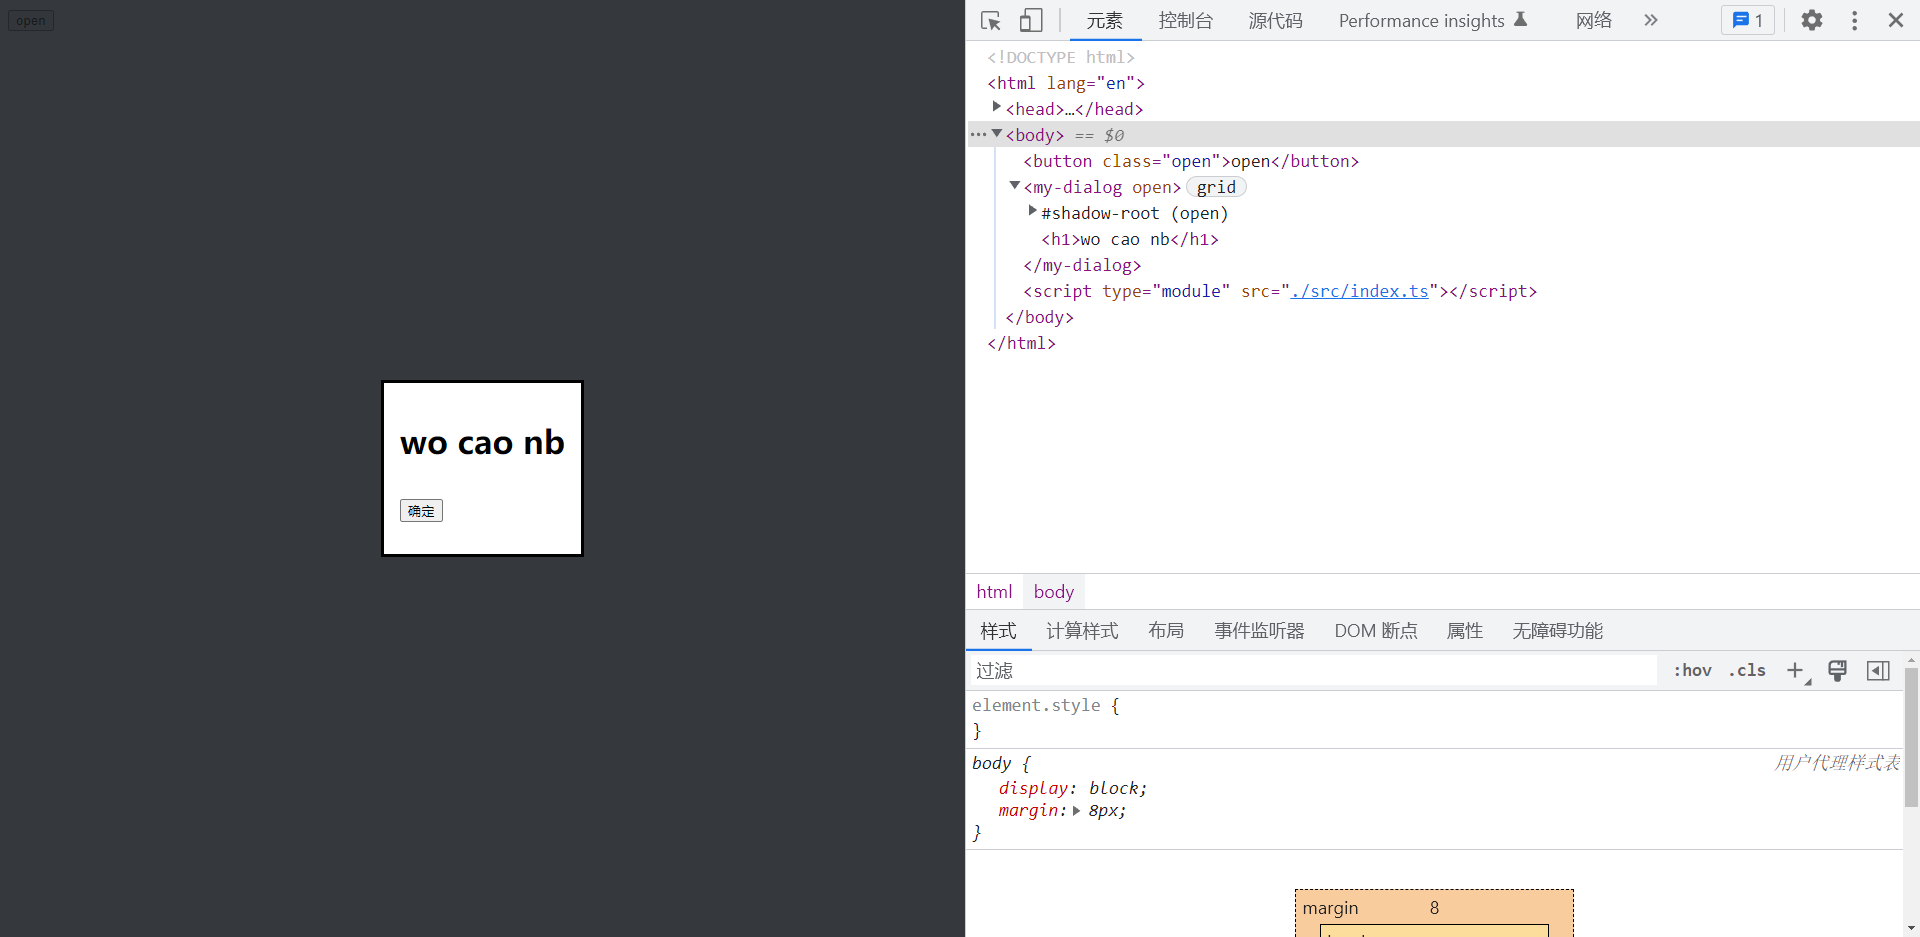 open
wo cao nb
确定
元素 控制台 源代码 Performance insights 网络 » 1
<!DOCTYPE html>
<html lang="en">
<head>…</head>
<body> == $0
<button class="open">open</button>
<my-dialog open> grid
#shadow-root (open)
<h1>wo cao nb</h1>
</my-dialog>
<script type="module" src="./src/index.ts"></script>
</body>
</html>
html body
样式 计算样式 布局 事件监听器 DOM 断点 属性 无障碍功能
过滤 :hov .cls
element.style {
}
body { 用户代理样式表
display: block;
margin: 8px;
}
margin 8